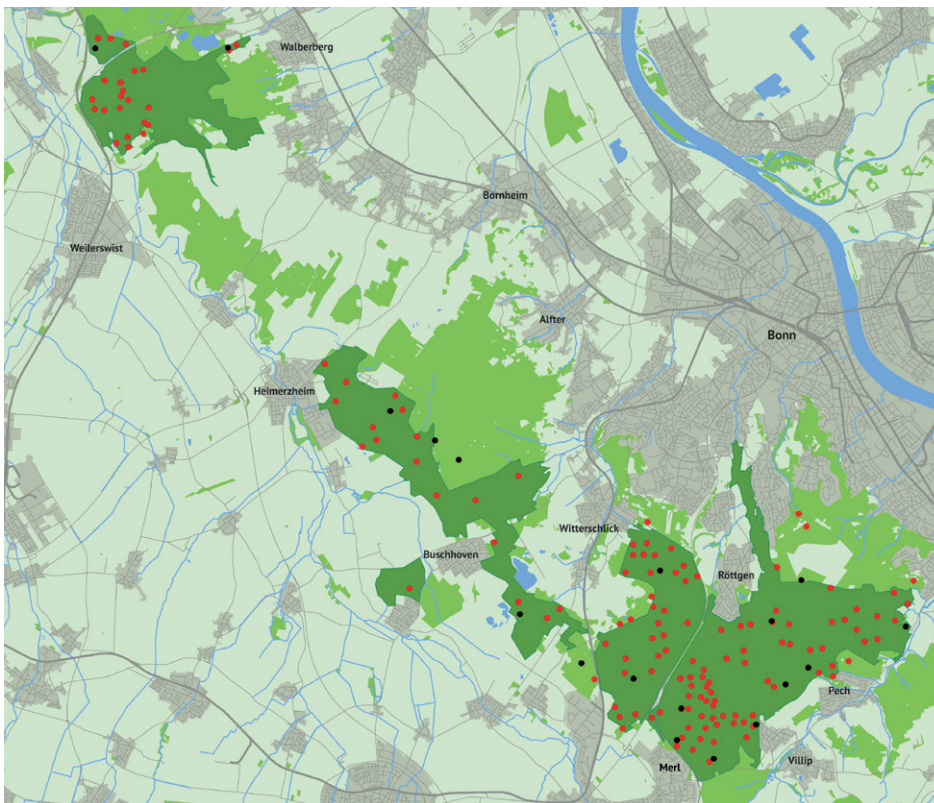 Walberberg
Bornheim
Weilerswist
Alfter
Bonn
Heimerzheim
Witterschlick
Buschhoven
Röttgen
Pech
Villip
Merl